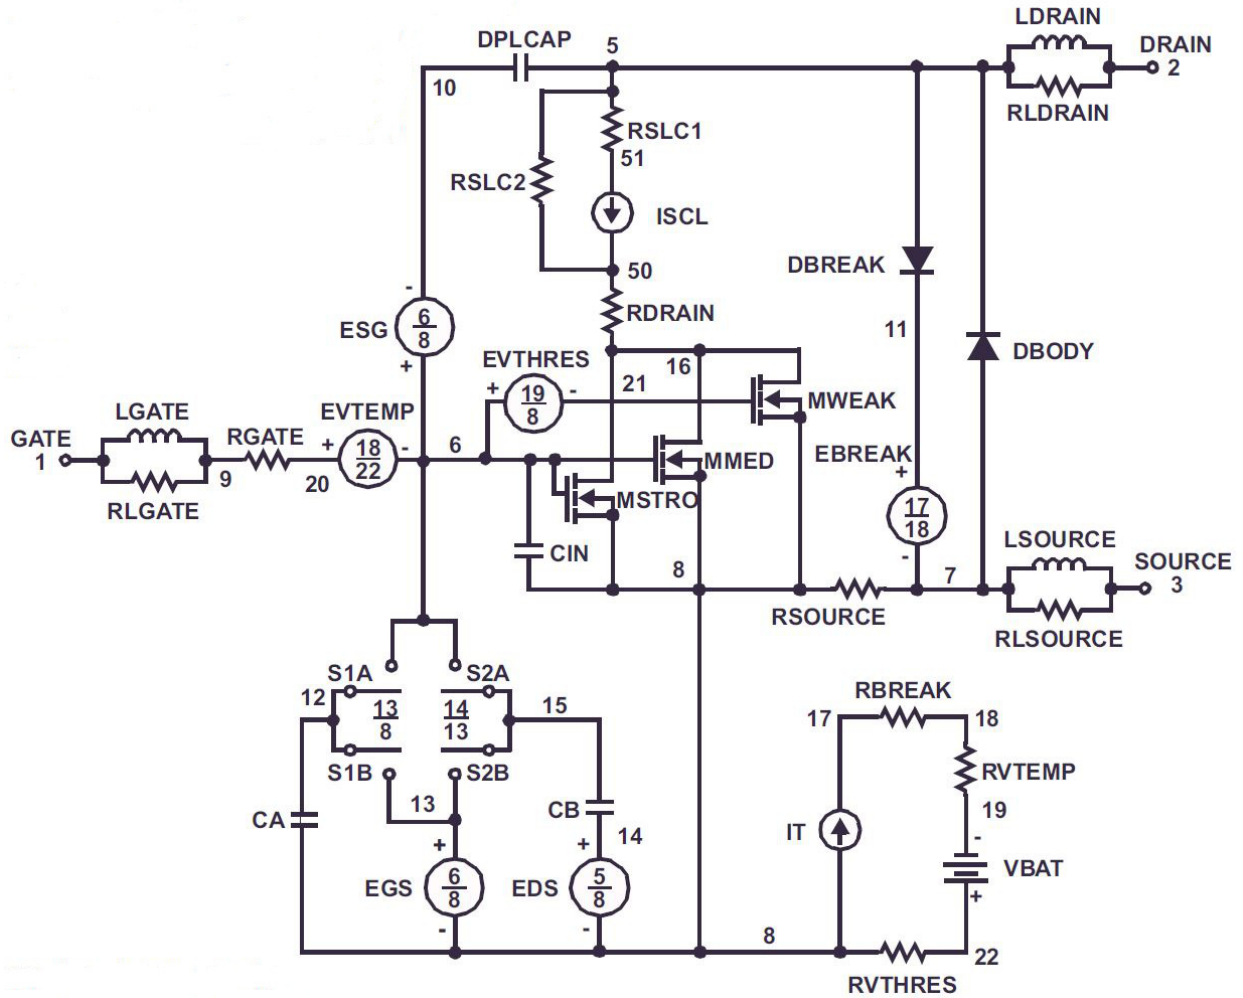 LDRAIN
DPLCAP
5
DRAIN
2
10
RLDRAIN
RSLC1
51
RSLC2
ISCL
DBREAK
50
-
ESG
6
8
+
RDRAIN
11
DBODY
EVTHRES
16
21
+
19
8
-
MWEAK
LGATE
EVTEMP
GATE
1
RGATE
+
18
22
-
6
EBREAK
+
MMED
9
20
RLGATE
MSTRO
17
18
-
LSOURCE
CIN
SOURCE
3
8
7
RSOURCE
RLSOURCE
S1A
S2A
12
13
8
14
13
15
RBREAK
17
18
S1B
S2B
RVTEMP
13
CB
19
CA
14
IT
-
VBAT
+
+
+
EGS
6
8
EDS
5
8
-
-
8
22
RVTHRES